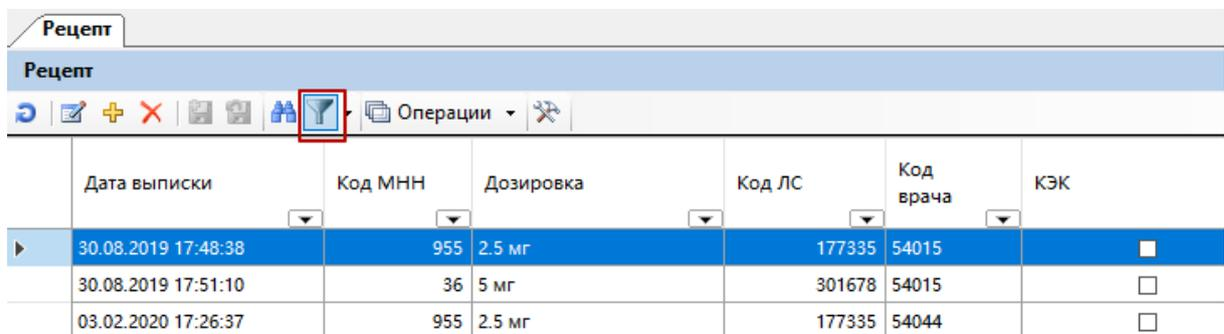 Рецепт
Рецепт
Операции
Дата выписки Код МНН Дозировка Код ЛС Код врача КЭК
30.08.2019 17:48:38 955 2.5 мг 177335 54015
30.08.2019 17:51:10 36 5 мг 301678 54015
03.02.2020 17:26:37 955 2.5 мг 177335 54044